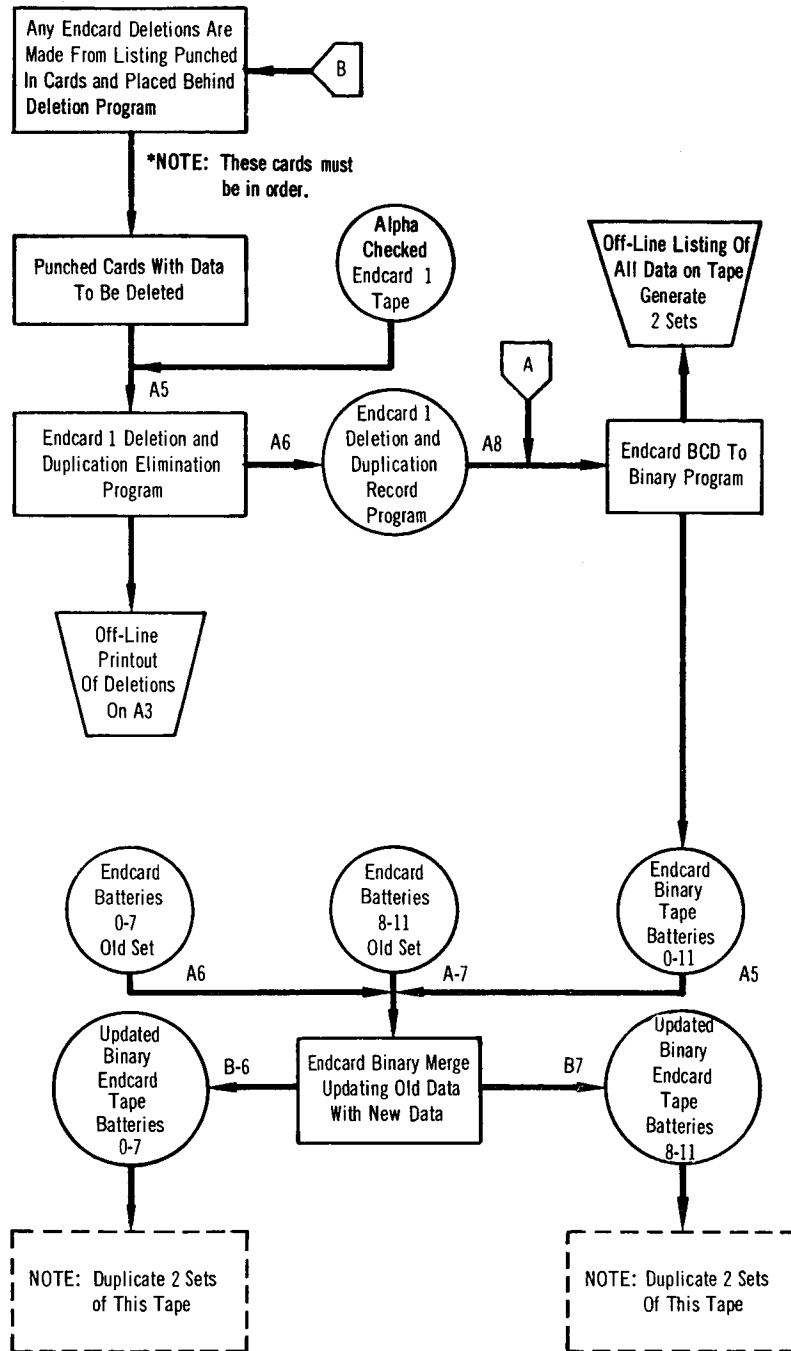 Any Endcard Deletions Are
Made From Listing Punched
In Cards and Placed Behind
Deletion Program
B
*NOTE: These cards must
be in order.
Punched Cards With Data
To Be Deleted
Alpha
Checked
Endcard 1
Tape
Off-Line Listing Of
All Data on Tape
Generate
2 Sets
A
A5
Endcard 1 Deletion and
Duplication Elimination
Program
A6
Endcard 1
Deletion and
Duplication
Record
Program
A8
Endcard BCD To
Binary Program
Off-Line
Printout
Of Deletions
On A3
Endcard
Batteries
0-7
Old Set
Endcard
Batteries
8-11
Old Set
Endcard
Binary
Tape
Batteries
0-11
A6
A-7
A5
Updated
Binary
Endcard
Tape
Batteries
0-7
B-6
Endcard Binary Merge
Updating Old Data
With New Data
B7
Updated
Binary
Endcard
Tape
Batteries
8-11
NOTE: Duplicate 2 Sets
of This Tape
NOTE: Duplicate 2 Sets
Of This Tape